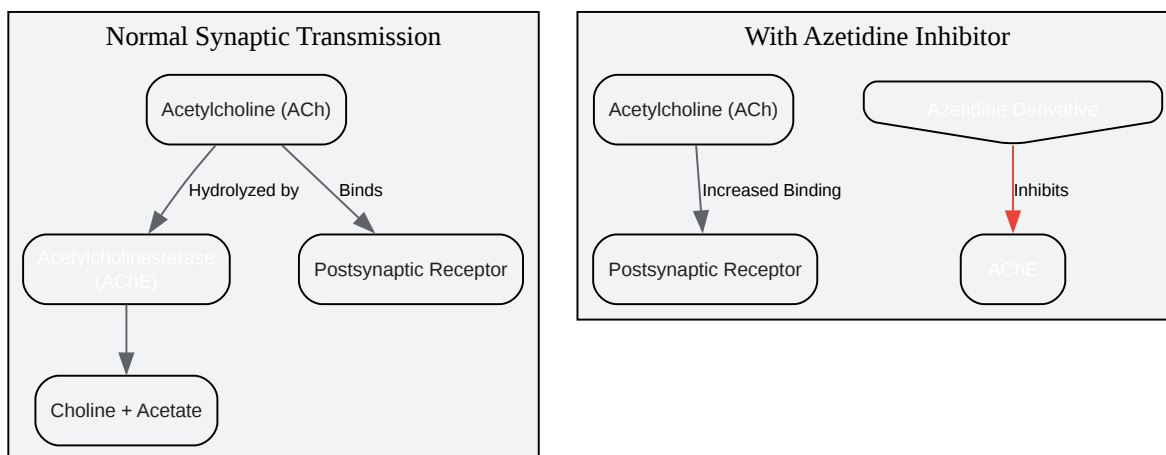 Normal Synaptic Transmission
Acetylcholine (ACh)
Hydrolyzed by
Binds
Acetylcholinesterase
(AChE)
Postsynaptic Receptor
Choline + Acetate
With Azetidine Inhibitor
Acetylcholine (ACh)
Azetidine Derivative
Increased Binding
Inhibits
Postsynaptic Receptor
AChE